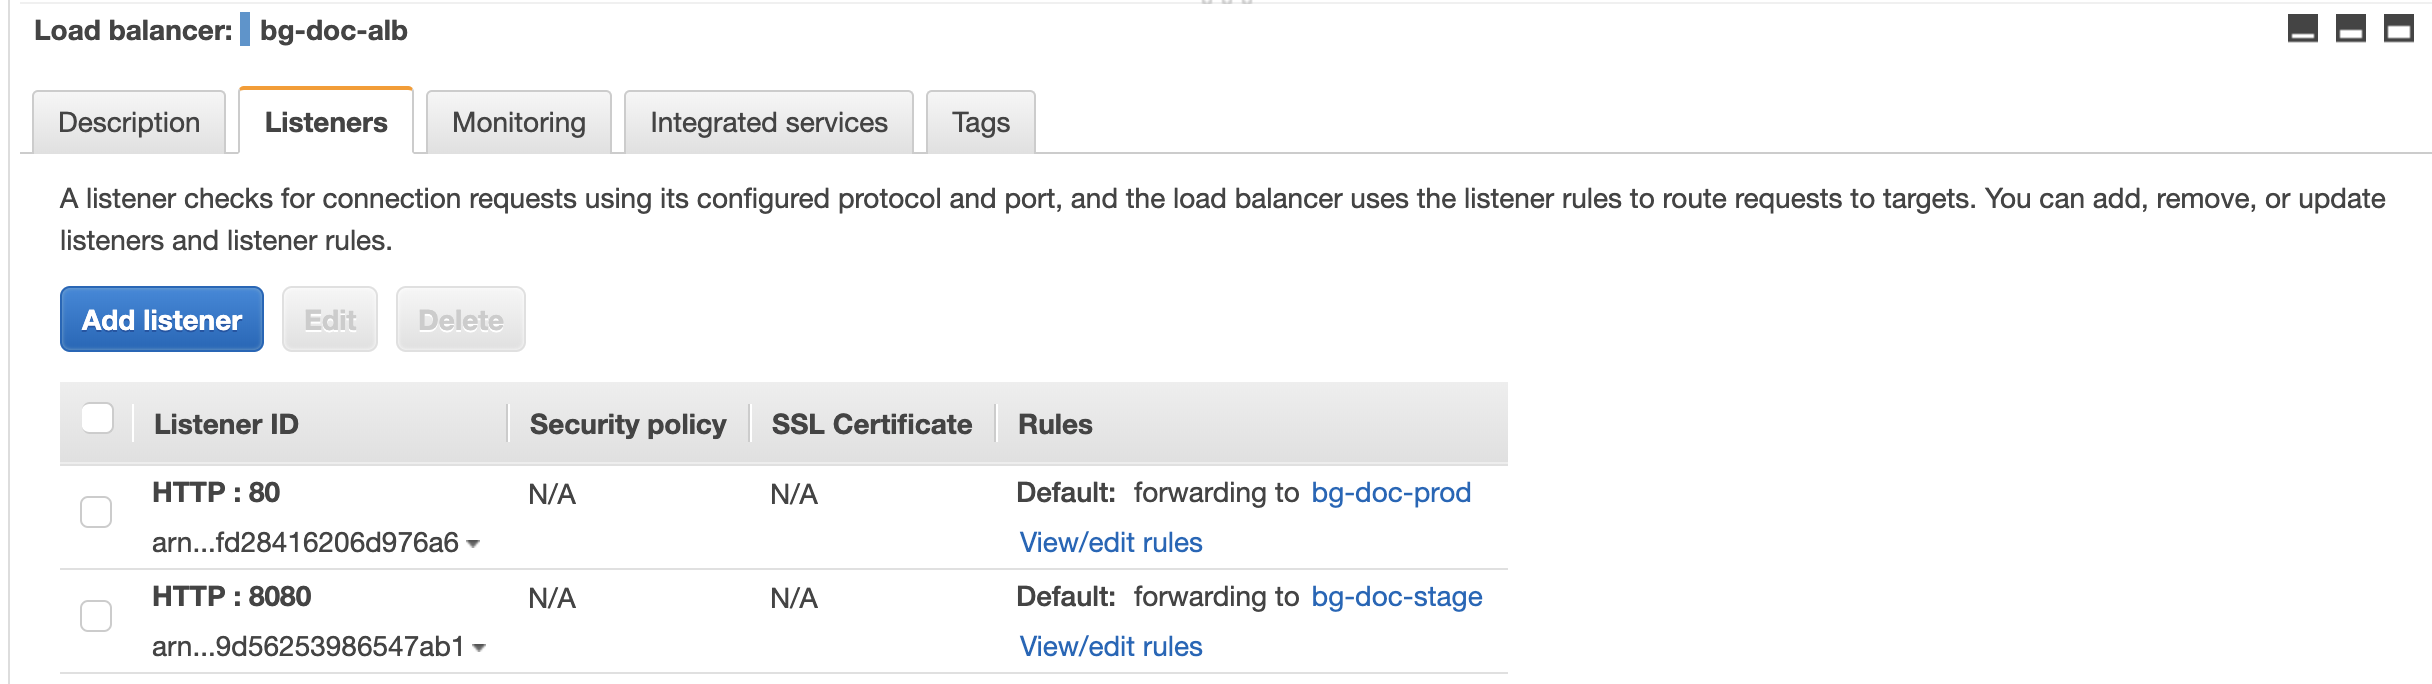 Load balancer: bg-doc-alb
Description Listeners Monitoring Integrated services Tags
A listener checks for connection requests using its configured protocol and port, and the load balancer uses the listener rules to route requests to targets. You can add, remove, or update
listeners and listener rules.
Add listener Edit Delete
Listener ID Security policy SSL Certificate Rules
HTTP : 80 N/A N/A Default: forwarding to bg-doc-prod
arn...fd28416206d976a6 View/edit rules
HTTP : 8080 N/A N/A Default: forwarding to bg-doc-stage
arn...9d56253986547ab1 View/edit rules